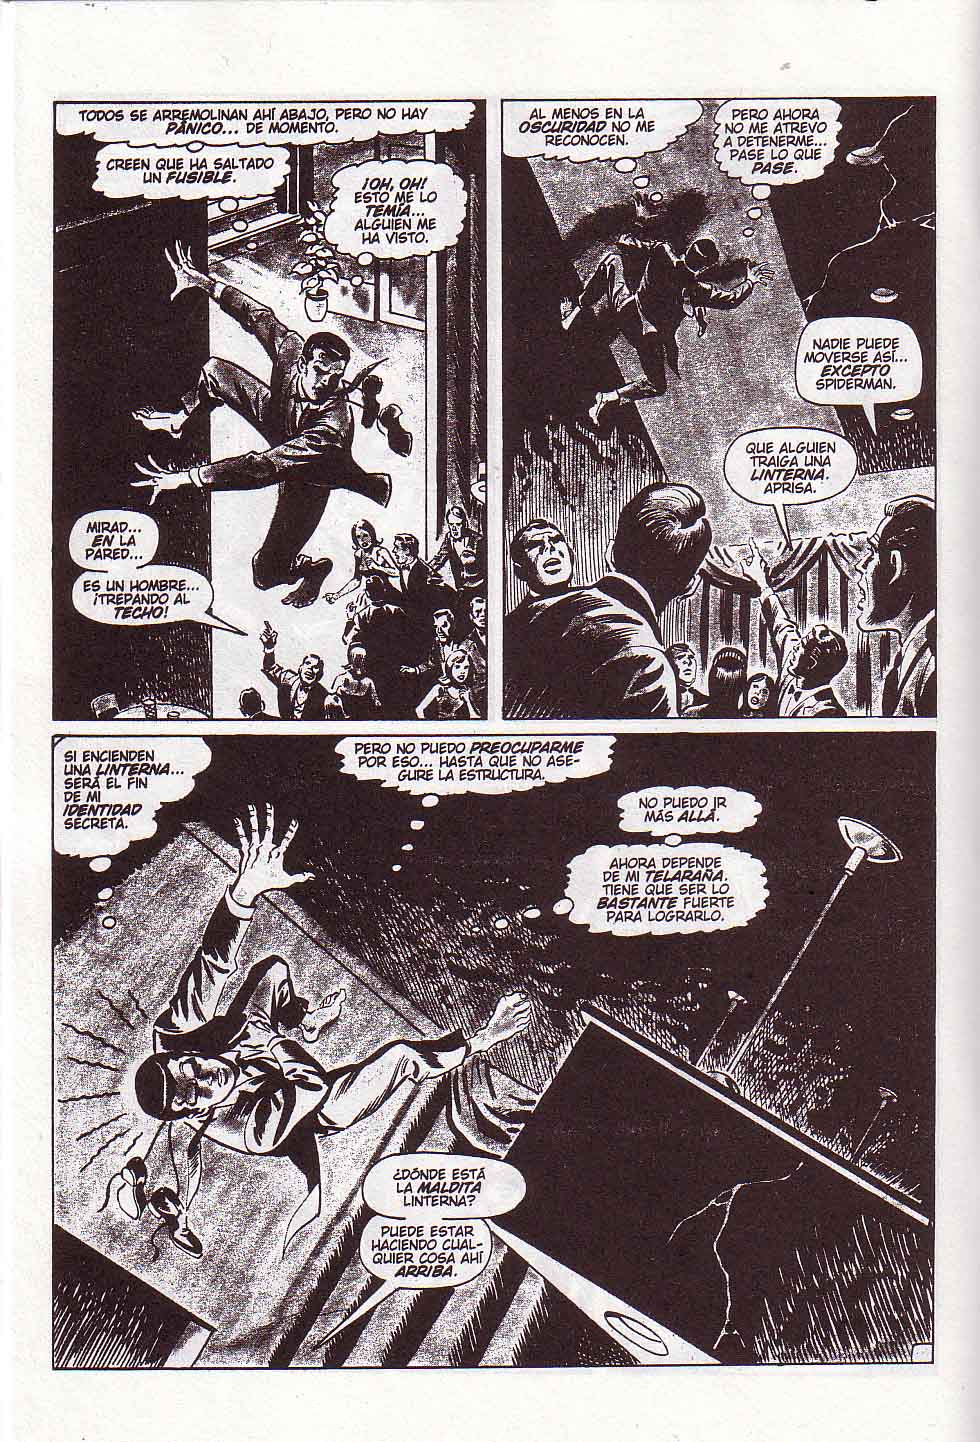 TODOS SE ARREMOLINAN AHÍ ABAJO, PERO NO HAY
PÁNICO... DE MOMENTO.
CREEN QUE HA SALTADO
UN FUSIBLE.
¡OH, OH!
ESTO ME LO
TEMÍA...
ALGUIEN ME
HA VISTO.
MIRAD...
EN LA
PARED...
ES UN HOMBRE...
¡TREPANDO AL
TECHO!
AL MENOS EN LA
OSCURIDAD NO ME
RECONOCEN.
PERO AHORA
NO ME ATREVO
A DETENERME...
PASE LO QUE
PASE.
NADIE PUEDE
MOVERSE ASÍ...
EXCEPTO
SPIDERMAN.
QUE ALGUIEN
TRAIGA UNA
LINTERNA.
APRISA.
SI ENCIENDEN
UNA LINTERNA...
SERÁ EL FIN
DE MI
IDENTIDAD
SECRETA.
PERO NO PUEDO PREOCUPARME
POR ESO... HASTA QUE NO ASE-
GURE LA ESTRUCTURA.
NO PUEDO IR
MÁS ALLÁ.
AHORA DEPENDE
DE MI TELARAÑA.
TIENE QUE SER LO
BASTANTE FUERTE
PARA LOGRARLO.
¿DÓNDE ESTÁ
LA MALDITA
LINTERNA?
PUEDE ESTAR
HACIENDO CUAL-
QUIER COSA AHÍ
ARRIBA.